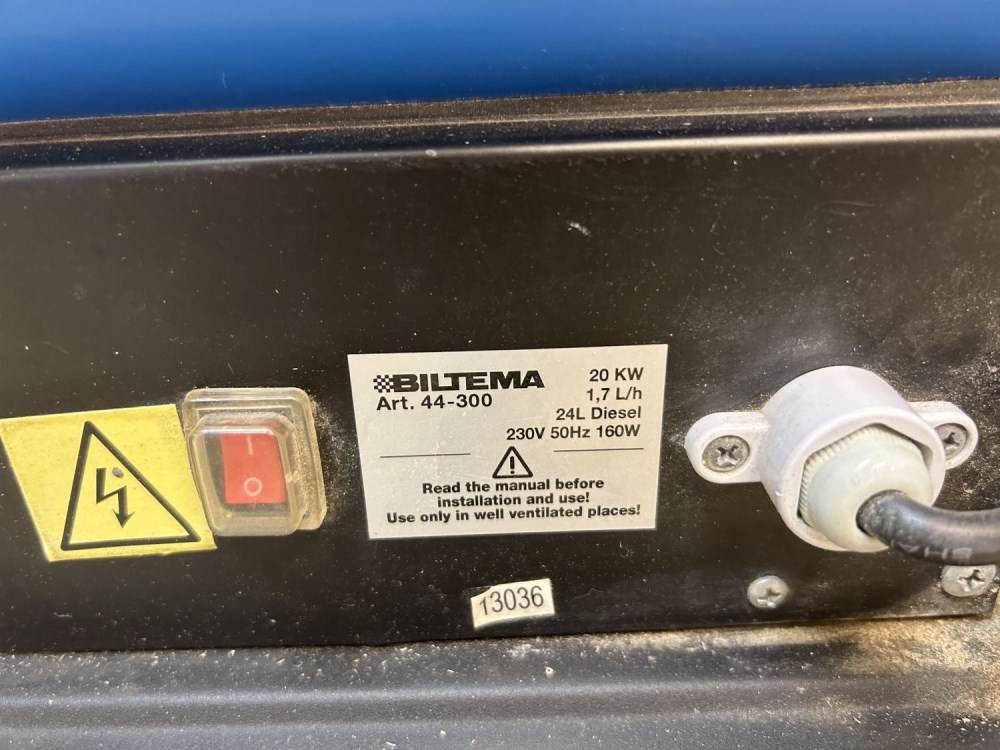 BILTEMA
Art. 44-300
20 KW
1,7 L/h
24L Diesel
230V 50Hz 160W
Read the manual before
installation and use!
Use only in well ventilated places!
13036